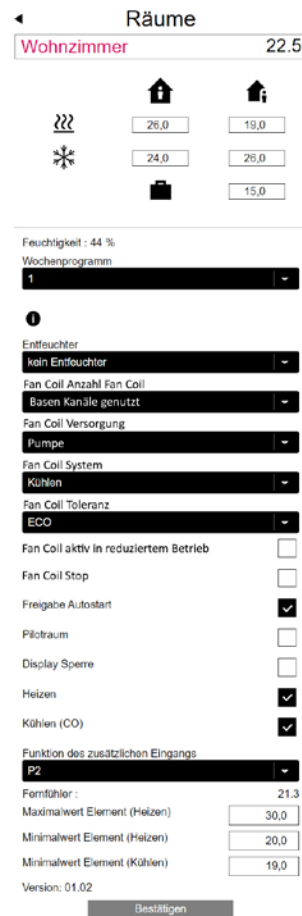 Räume
Wohnzimmer 22.5
26,0 19,0
24,0 26,0
15,0
Feuchtigkeit : 44 %
Wochenprogramm
1
Entfeuchter
kein Entfeuchter
Fan Coil Anzahl Fan Coil
Basen Kanäle genutzt
Fan Coil Versorgung
Pumpe
Fan Coil System
Kühlen
Fan Coil Toleranz
ECO
Fan Coil aktiv in reduziertem Betrieb
Fan Coil Stop
Freigabe Autostart
Pilotraum
Display Sperre
Heizen
Kühlen (CO)
Funktion des zusätzlichen Eingangs
P2
Fernfühler : 21.3
Maximalwert Element (Heizen) 30,0
Minimalwert Element (Heizen) 20,0
Minimalwert Element (Kühlen) 19,0
Version: 01.02
Bestätigen